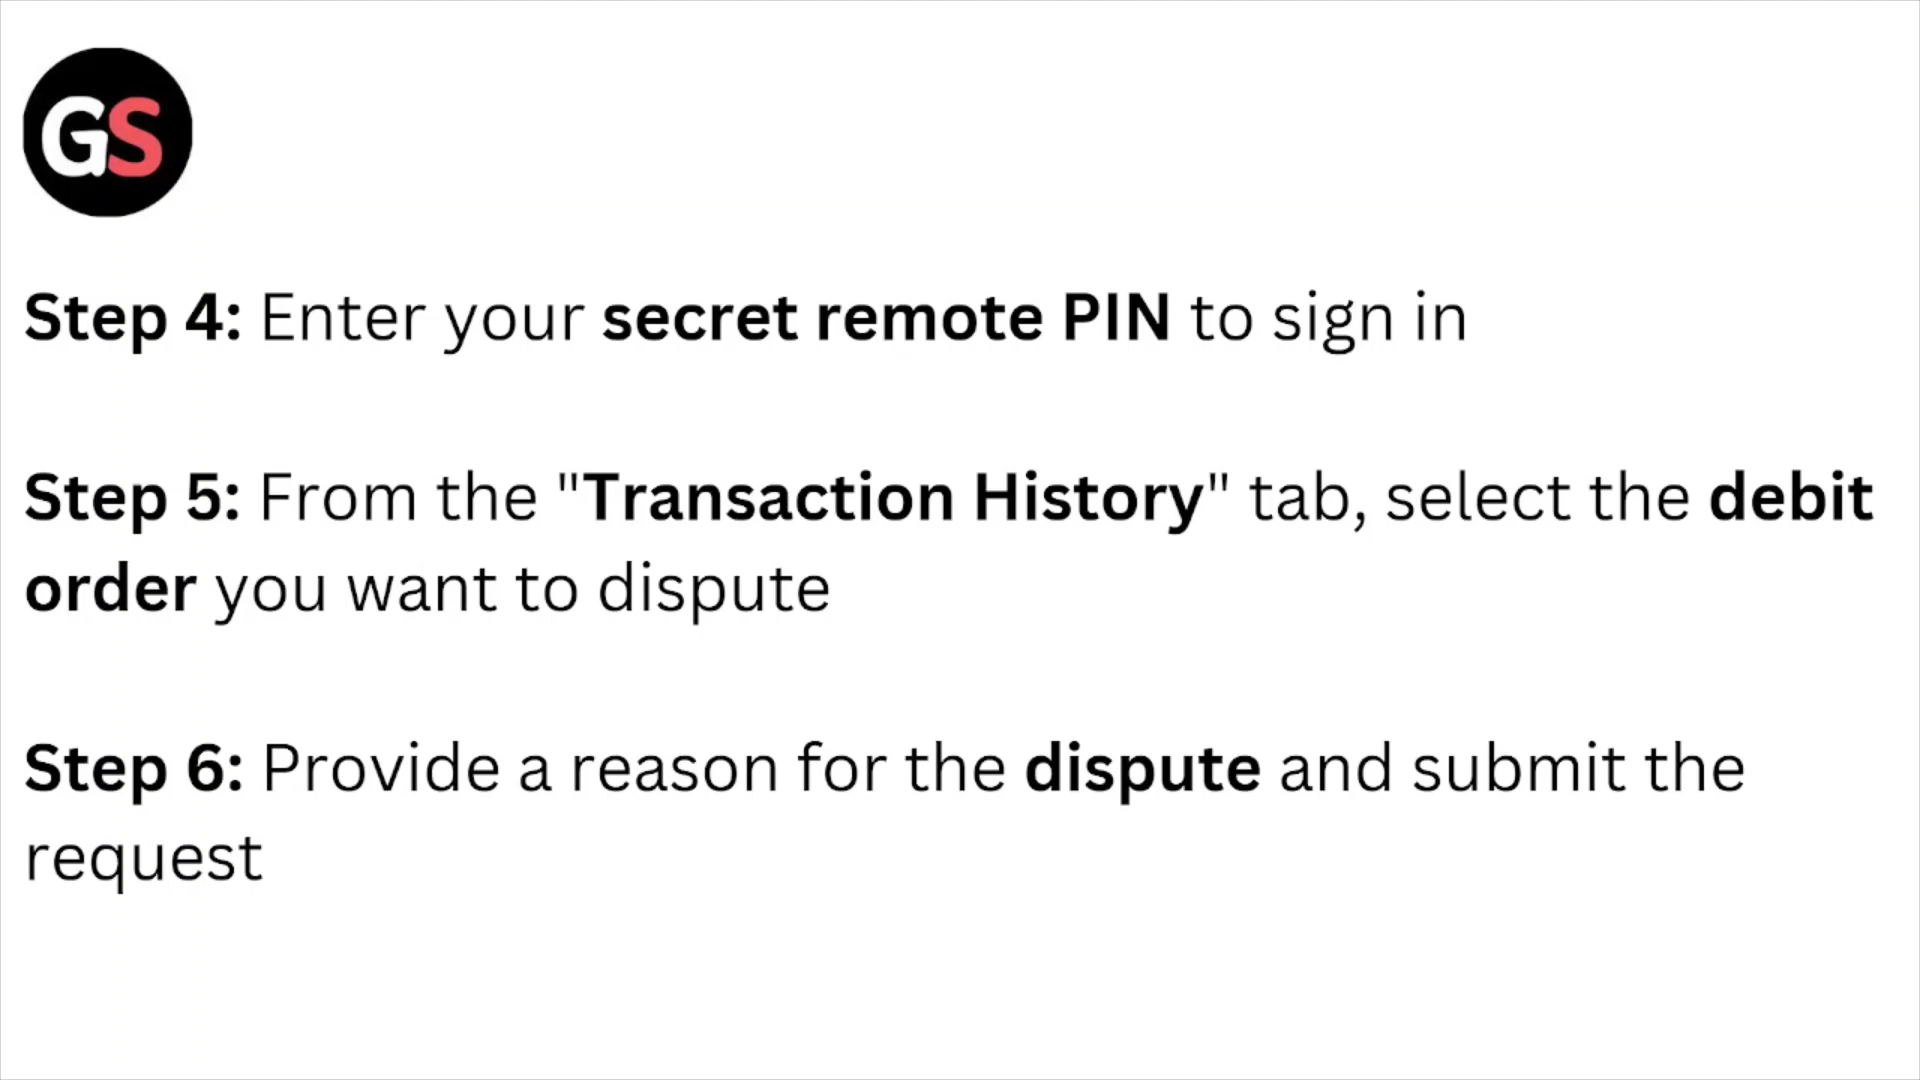 GS
Step 4: Enter your secret remote PIN to sign in
Step 5: From the "Transaction History" tab, select the debit
order you want to dispute
Step 6: Provide a reason for the dispute and submit the
request